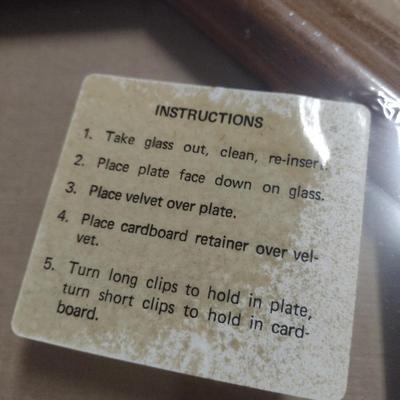 INSTRUCTIONS
1. Take glass out, clean, re-insert.
2. Place plate face down on glass.
3. Place velvet over plate.
4. Place cardboard retainer over vel-
vet.
5. Turn long clips to hold in plate,
turn short clips to hold in card-
board.